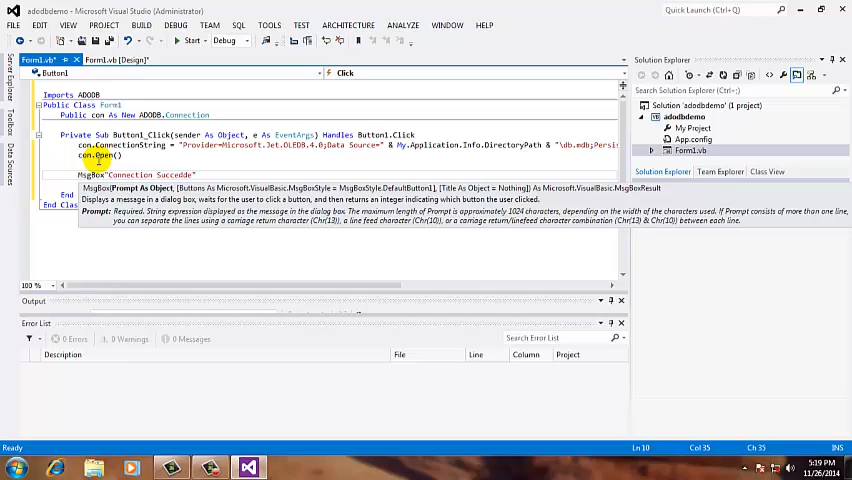 adodbdemo - Microsoft Visual Studio (Administrator)
Quick Launch (Ctrl+Q)
FILE EDIT VIEW PROJECT BUILD DEBUG TEAM SQL TOOLS TEST ARCHITECTURE ANALYZE WINDOW HELP
Start Debug
Form1.vb* Form1.vb [Design]*
Button1 Click
Imports ADODB
Public Class Form1
Public con As New ADODB.Connection
Private Sub Button1_Click(sender As Object, e As EventArgs) Handles Button1.Click
con.ConnectionString = "Provider=Microsoft.Jet.OLEDB.4.0;Data Source=" & My.Application.Info.DirectoryPath & "\db.mdb;Persis
con.Open()
MsgBox"Connection Succedde"
MsgBox(Prompt As Object, [Buttons As Microsoft.VisualBasic.MsgBoxStyle = MsgBoxStyle.DefaultButton1], [Title As Object = Nothing]) As Microsoft.VisualBasic.MsgBoxResult
Displays a message in a dialog box, waits for the user to click a button, and then returns an integer indicating which button the user clicked.
Prompt: Required. String expression displayed as the message in the dialog box. The maximum length of Prompt is approximately 1024 characters, depending on the width of the characters used. If Prompt consists of more than one line,
you can separate the lines using a carriage return character (Chr(13)), a line feed character (Chr(10)), or a carriage return/linefeed character combination (Chr(13) & Chr(10)) between each line.
End
End Class
100 %
Output
Error List
0 Errors 0 Warnings 0 Messages
Search Error List
Description File Line Column Project
Server Explorer
Toolbox
Data Sources
Solution Explorer
Search Solution Explorer (Ctrl+;)
Solution 'adodbdemo' (1 project)
adodbdemo
My Project
App.config
Form1.vb
Solution Explorer Team Explorer Class View
Ready Ln 10 Col 35 Ch 35 INS
5:19 PM
11/26/2014